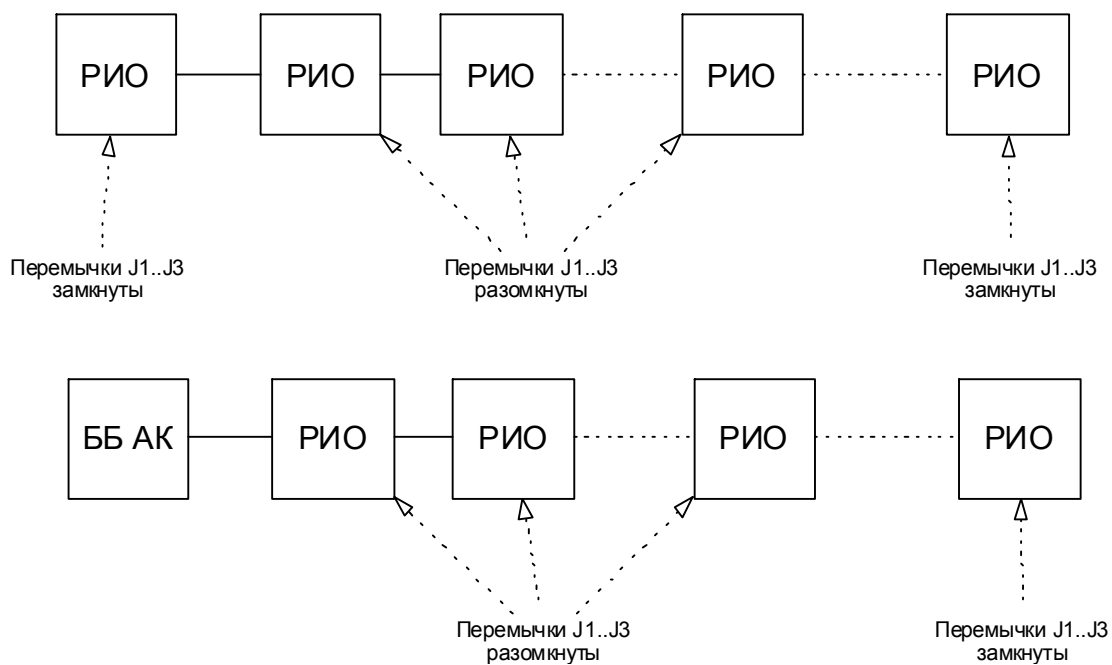 РИО РИО РИО РИО РИО
Перемычки J1..J3
замкнуты
Перемычки J1..J3
разомкнуты
Перемычки J1..J3
замкнуты
ББ АК РИО РИО РИО РИО
Перемычки J1..J3
разомкнуты
Перемычки J1..J3
замкнуты